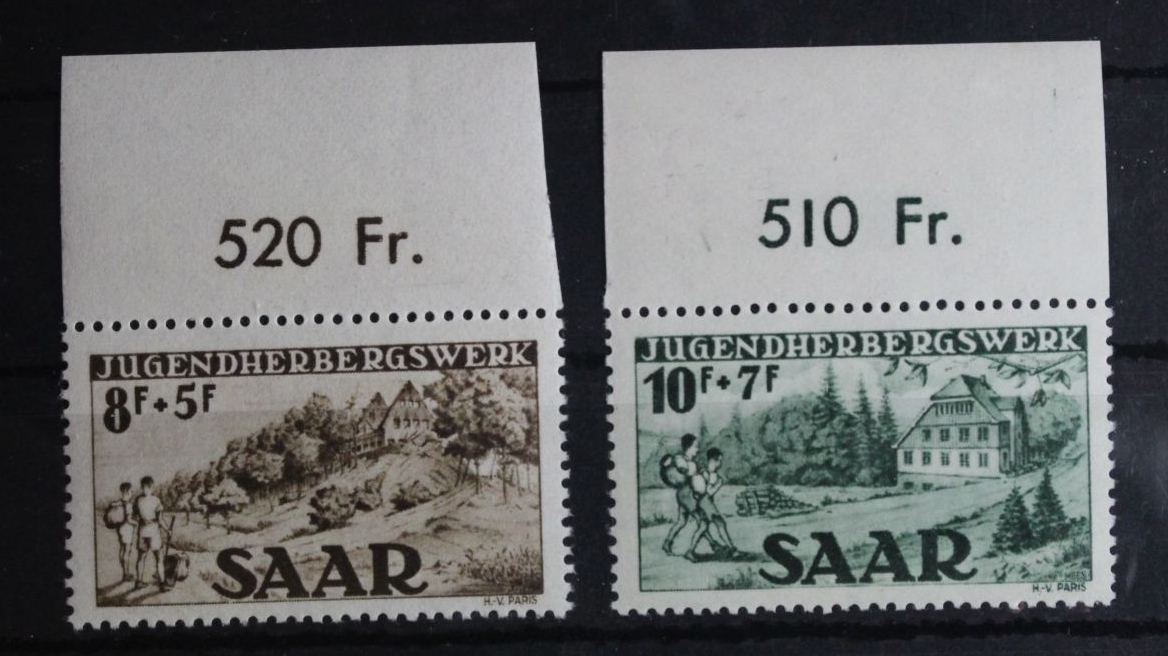 520 Fr.
JUGENDHERBERGSWERK
8F+5F
SAAR
H.-V. PARIS
510 Fr.
JUGENDHERBERGSWERK
10F+7F
SAAR
H.-V. PARIS